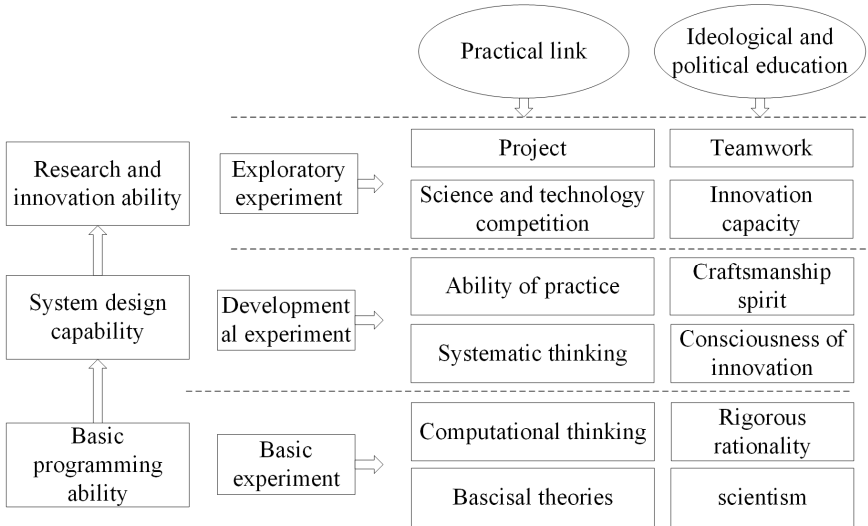 Practical link
Ideological and
political education
Research and
innovation ability
Exploratory
experiment
Project
Teamwork
Science and technology
competition
Innovation
capacity
System design
capability
Development
al experiment
Ability of practice
Craftsmanship
spirit
Systematic thinking
Consciousness of
innovation
Basic
programming
ability
Basic
experiment
Computational thinking
Rigorous
rationality
Bascisal theories
scientism